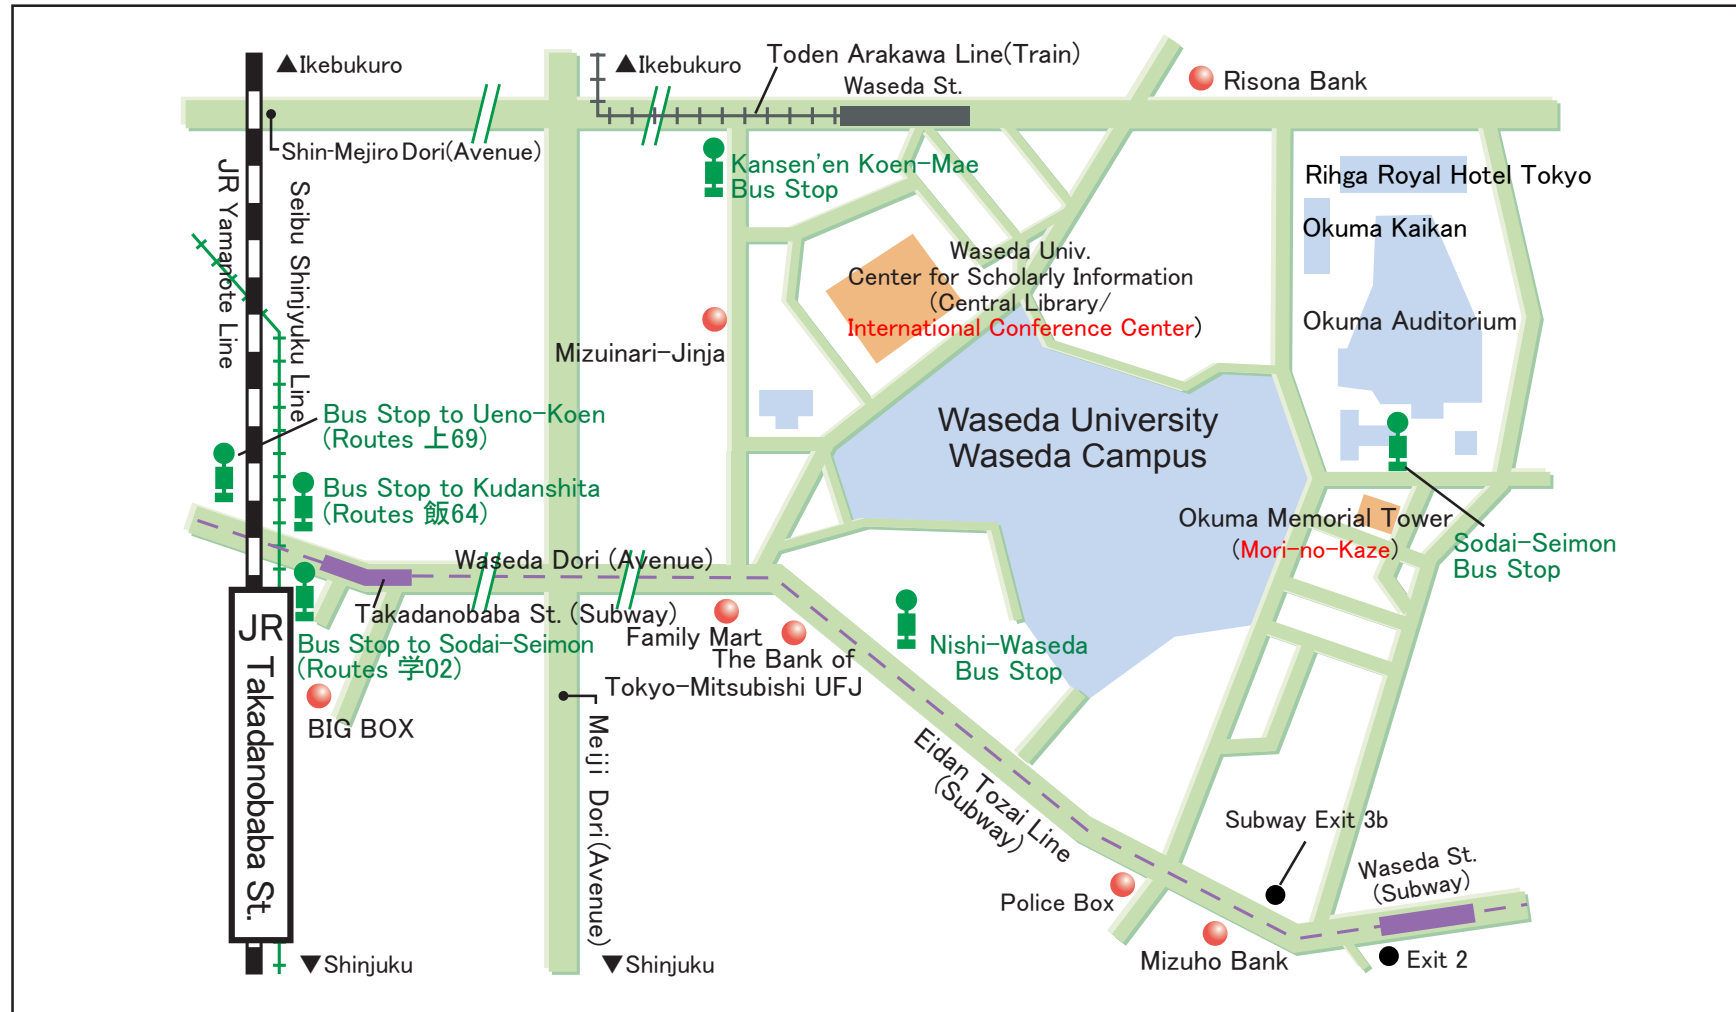 ▲Ikebukuro
▲Ikebukuro
Toden Arakawa Line(Train)
Waseda St.
Risona Bank
Shin-Mejiro Dori(Avenue)
JR Yamanote Line
Seibu Shinjyuku Line
Kansen'en Koen-Mae
Bus Stop
Rihga Royal Hotel Tokyo
Okuma Kaikan
Okuma Auditorium
Waseda Univ.
Center for Scholarly Information
(Central Library/
International Conference Center)
Mizuinari-Jinja
Waseda University
Waseda Campus
Bus Stop to Ueno-Koen
(Routes 上69)
Bus Stop to Kudanshita
(Routes 飯64)
Okuma Memorial Tower
(Mori-no-Kaze)
Sodai-Seimon
Bus Stop
Waseda Dori (Avenue)
Takadanobaba St. (Subway)
Bus Stop to Sodai-Seimon
(Routes 学02)
BIG BOX
JR
Takadanobaba St.
Family Mart
The Bank of
Tokyo-Mitsubishi UFJ
Nishi-Waseda
Bus Stop
Meiji Dori(Avenue)
Eidan Tozai Line
(Subway)
Subway Exit 3b
Waseda St.
(Subway)
Police Box
Mizuho Bank
Exit 2
▼Shinjuku
▼Shinjuku